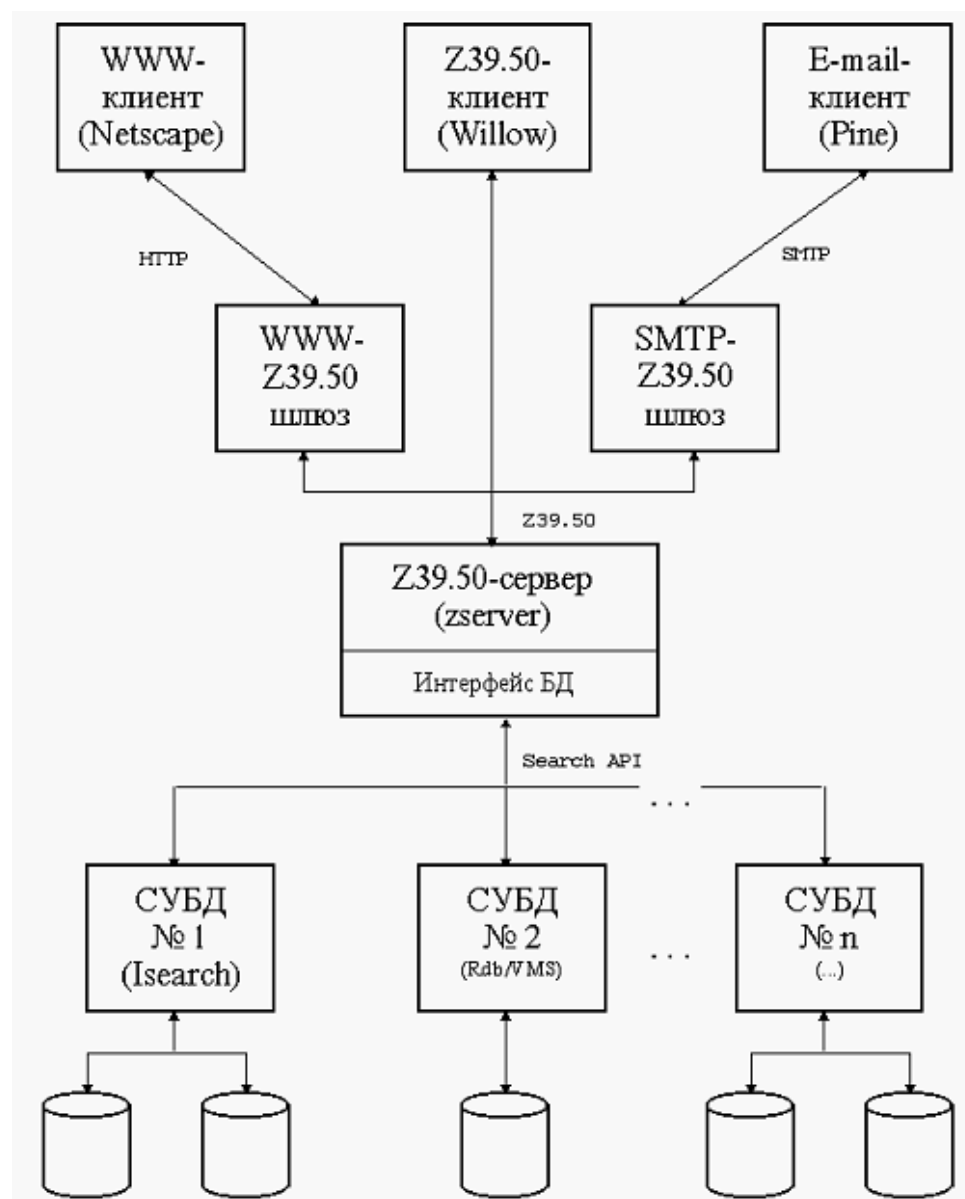 WWW-
клиент
(Netscape)
Z39.50-
клиент
(Willow)
E-mail-
клиент
(Pine)
HTTP
SMTP
WWW-
Z39.50
шлюз
SMTP-
Z39.50
шлюз
Z39.50
Z39.50-сервер
(zserver)
Интерфейс БД
Search API
. . .
СУБД
№ 1
(Isearch)
СУБД
№ 2
(Rdb/VMS)
. . .
СУБД
№ n
(...)